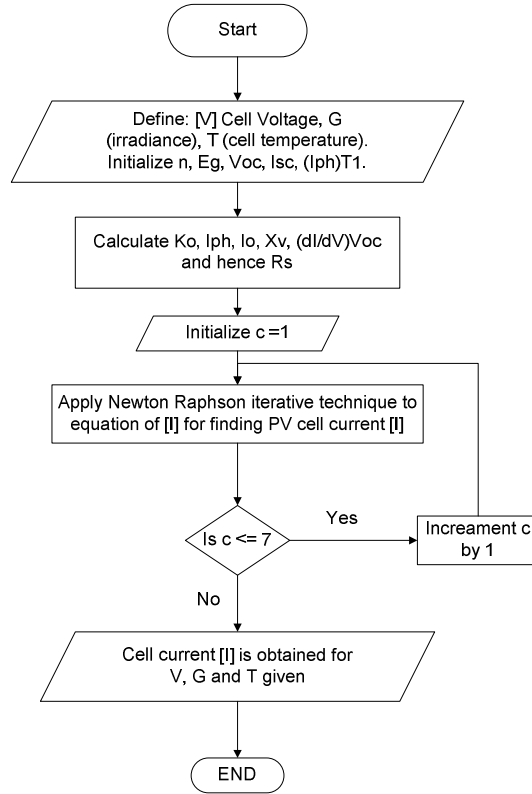 Start
Define: [V] Cell Voltage, G
(irradiance), T (cell temperature).
Initialize n, Eg, Voc, Isc, (Iph)T1.
Calculate Ko, Iph, Io, Xv, (dI/dV)Voc
and hence Rs
Initialize c =1
Apply Newton Raphson iterative technique to
equation of [I] for finding PV cell current [I]
Is c <= 7
Yes
Increament c
by 1
No
Cell current [I] is obtained for
V, G and T given
END